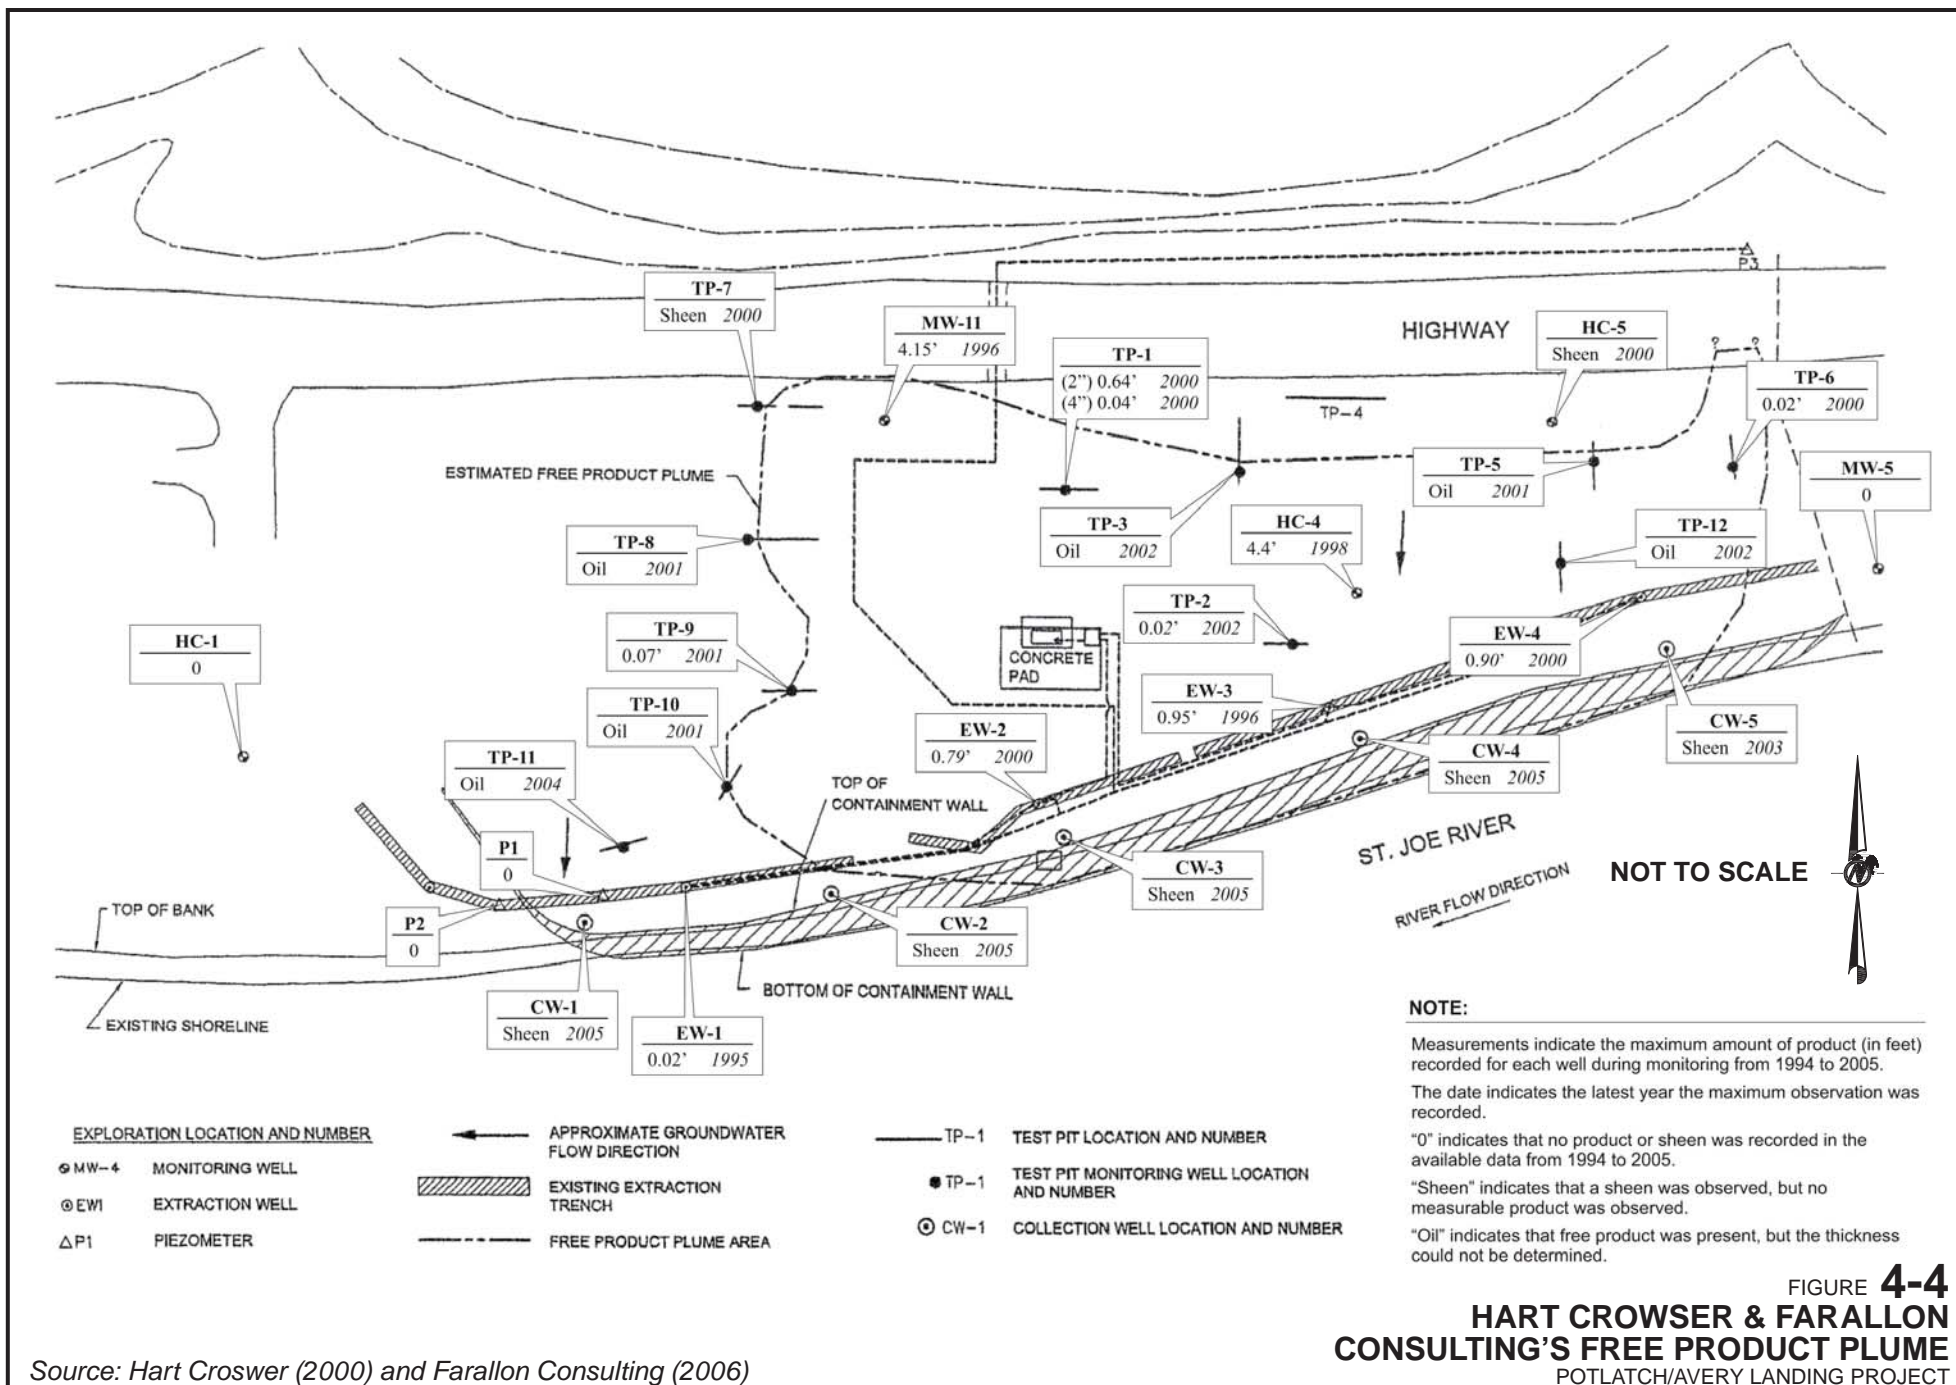 P3
TP-7
Sheen 2000
MW-11
4.15’ 1996
TP-1
(2”) 0.64’ 2000
(4”) 0.04’ 2000
HIGHWAY
HC-5
Sheen 2000
? ?
TP-6
0.02’ 2000
TP-4
ESTIMATED FREE PRODUCT PLUME
TP-5
Oil 2001
MW-5
0
TP-8
Oil 2001
TP-3
Oil 2002
HC-4
4.4’ 1998
TP-12
Oil 2002
HC-1
0
TP-9
0.07’ 2001
TP-2
0.02’ 2002
CONCRETE
PAD
EW-4
0.90’ 2000
TP-10
Oil 2001
EW-3
0.95’ 1996
EW-2
0.79’ 2000
CW-5
Sheen 2003
TP-11
Oil 2004
CW-4
Sheen 2005
TOP OF
CONTAINMENT WALL
P1
0
ST. JOE RIVER
CW-3
Sheen 2005
NOT TO SCALE
RIVER FLOW DIRECTION
TOP OF BANK
P2
0
CW-2
Sheen 2005
BOTTOM OF CONTAINMENT WALL
EXISTING SHORELINE
CW-1
Sheen 2005
EW-1
0.02’ 1995
NOTE:
Measurements indicate the maximum amount of product (in feet)
recorded for each well during monitoring from 1994 to 2005.
The date indicates the latest year the maximum observation was
recorded.
“0” indicates that no product or sheen was recorded in the
available data from 1994 to 2005.
“Sheen” indicates that a sheen was observed, but no
measurable product was observed.
“Oil” indicates that free product was present, but the thickness
could not be determined.
EXPLORATION LOCATION AND NUMBER
MW-4 MONITORING WELL
EW1 EXTRACTION WELL
P1 PIEZOMETER
APPROXIMATE GROUNDWATER
FLOW DIRECTION
EXISTING EXTRACTION
TRENCH
FREE PRODUCT PLUME AREA
TP-1 TEST PIT LOCATION AND NUMBER
TP-1 TEST PIT MONITORING WELL LOCATION
AND NUMBER
CW-1 COLLECTION WELL LOCATION AND NUMBER
FIGURE 4-4
HART CROWSER & FARALLON
CONSULTING’S FREE PRODUCT PLUME
POTLATCH/AVERY LANDING PROJECT
Source: Hart Croswer (2000) and Farallon Consulting (2006)